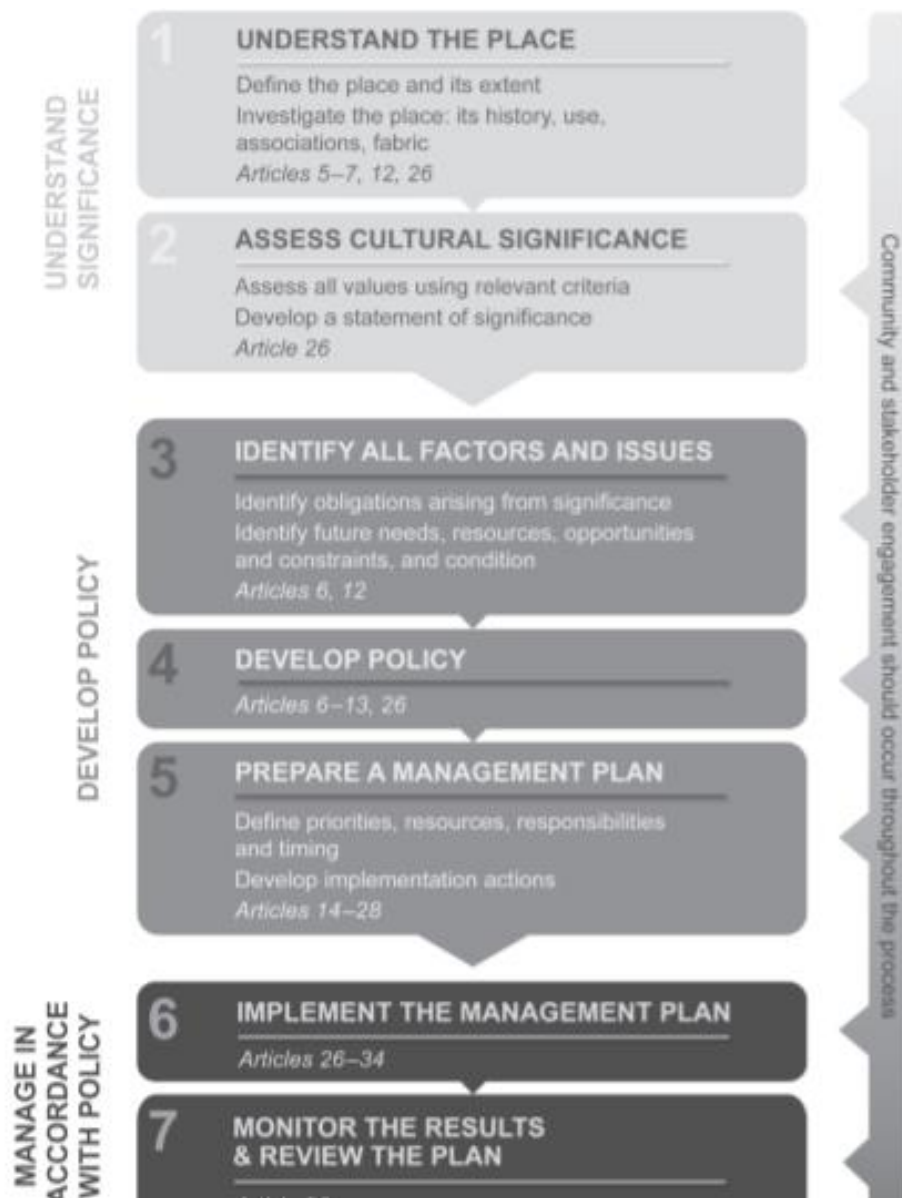 UNDERSTAND
SIGNIFICANCE
1
UNDERSTAND THE PLACE
Define the place and its extent
Investigate the place: its history, use,
associations, fabric
Articles 5–7, 12, 26
2
ASSESS CULTURAL SIGNIFICANCE
Assess all values using relevant criteria
Develop a statement of significance
Article 26
DEVELOP POLICY
3
IDENTIFY ALL FACTORS AND ISSUES
Identify obligations arising from significance
Identify future needs, resources, opportunities
and constraints, and condition
Articles 6, 12
4
DEVELOP POLICY
Articles 6–13, 26
5
PREPARE A MANAGEMENT PLAN
Define priorities, resources, responsibilities
and timing
Develop implementation actions
Articles 14–28
MANAGE IN
ACCORDANCE
WITH POLICY
6
IMPLEMENT THE MANAGEMENT PLAN
Articles 26–34
7
MONITOR THE RESULTS
& REVIEW THE PLAN
Community and stakeholder engagement should occur throughout the process